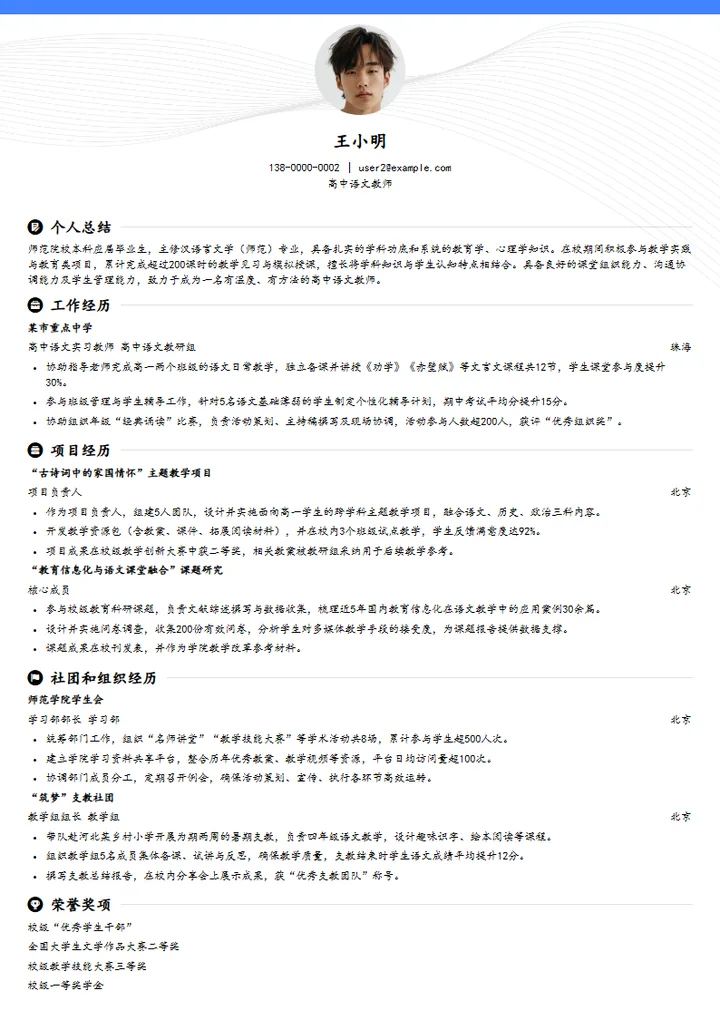 王小明
138-0000-0002 | user2@example.com
高中语文教师
个人总结
师范院校本科应届毕业生，主修汉语言文学（师范）专业，具备扎实的学科功底和系统的教育学、心理学知识。在校期间积极参与教学实践
与教育类项目，累计完成超过200课时的教学见习与模拟授课，擅长将学科知识与学生认知特点相结合。具备良好的课堂组织能力、沟通协
调能力及学生管理能力，致力于成为一名有温度、有方法的高中语文教师。
工作经历
某市重点中学
高中语文实习教师 高中语文教研组 珠海
• 协助指导老师完成高一两个班级的语文日常教学，独立备课并讲授《劝学》《赤壁赋》等文言文课程共12节，学生课堂参与度提升
30%。
• 参与班级管理与学生辅导工作，针对5名语文基础薄弱的学生制定个性化辅导计划，期中考试平均分提升15分。
• 协助组织年级“经典诵读”比赛，负责活动策划、主持稿撰写及现场协调，活动参与人数超200人，获评“优秀组织奖”。
项目经历
“古诗词中的家国情怀”主题教学项目
项目负责人 北京
• 作为项目负责人，组建5人团队，设计并实施面向高一学生的跨学科主题教学项目，融合语文、历史、政治三科内容。
• 开发教学资源包（含教案、课件、拓展阅读材料），并在校内3个班级试点教学，学生反馈满意度达92%。
• 项目成果在校级教学创新大赛中获二等奖，相关教案被教研组采纳用于后续教学参考。
“教育信息化与语文课堂融合”课题研究
核心成员 北京
• 参与校级教育科研课题，负责文献综述撰写与数据收集，梳理近5年国内教育信息化在语文教学中的应用案例30余篇。
• 设计并实施问卷调查，收集200份有效问卷，分析学生对多媒体教学手段的接受度，为课题报告提供数据支撑。
• 课题成果在校刊发表，并作为学院教学改革参考材料。
社团和组织经历
师范学院学生会
学习部部长 学习部 北京
• 统筹部门工作，组织“名师讲堂”“教学技能大赛”等学术活动共8场，累计参与学生超500人次。
• 建立学院学习资料共享平台，整合历年优秀教案、教学视频等资源，平台日均访问量超100次。
• 协调部门成员分工，定期召开例会，确保活动策划、宣传、执行各环节高效运转。
“筑梦”支教社团
教学组组长 教学组 北京
• 带队赴河北某乡村小学开展为期两周的暑期支教，负责四年级语文教学，设计趣味识字、绘本阅读等课程。
• 组织教学组5名成员集体备课、试讲与反思，确保教学质量，支教结束时学生语文成绩平均提升12分。
• 撰写支教总结报告，在校内分享会上展示成果，获“优秀支教团队”称号。
荣誉奖项
校级“优秀学生干部”
全国大学生文学作品大赛二等奖
校级教学技能大赛三等奖
校级一等奖学金